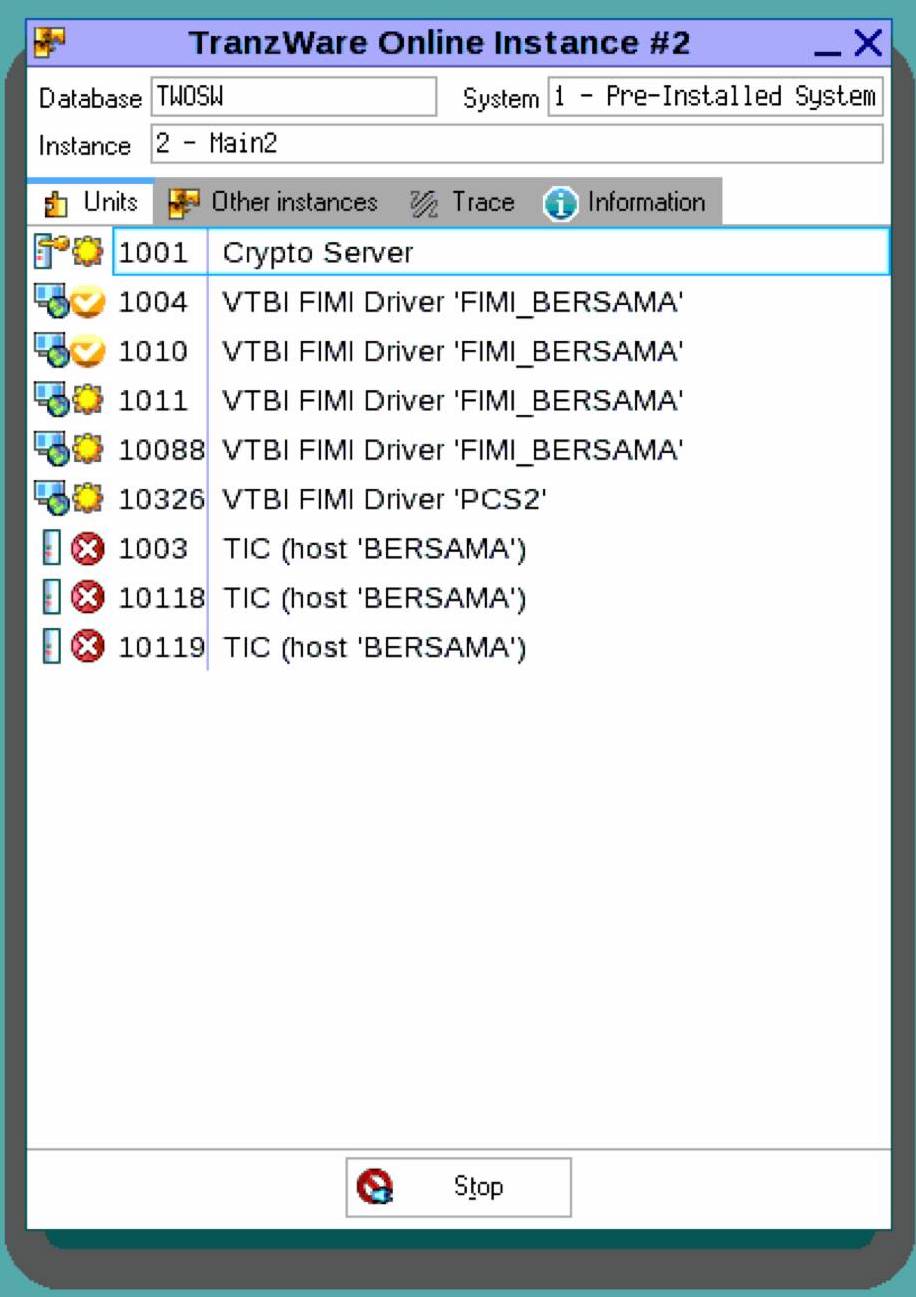 TranzWare Online Instance #2
Database TWOSW System 1 - Pre-Installed System
Instance 2 - Main2
Units Other instances Trace Information
1001 Crypto Server
1004 VTBI FIMI Driver 'FIMI_BERSAMA'
1010 VTBI FIMI Driver 'FIMI_BERSAMA'
1011 VTBI FIMI Driver 'FIMI_BERSAMA'
10088 VTBI FIMI Driver 'FIMI_BERSAMA'
10326 VTBI FIMI Driver 'PCS2'
1003 TIC (host 'BERSAMA')
10118 TIC (host 'BERSAMA')
10119 TIC (host 'BERSAMA')
Stop